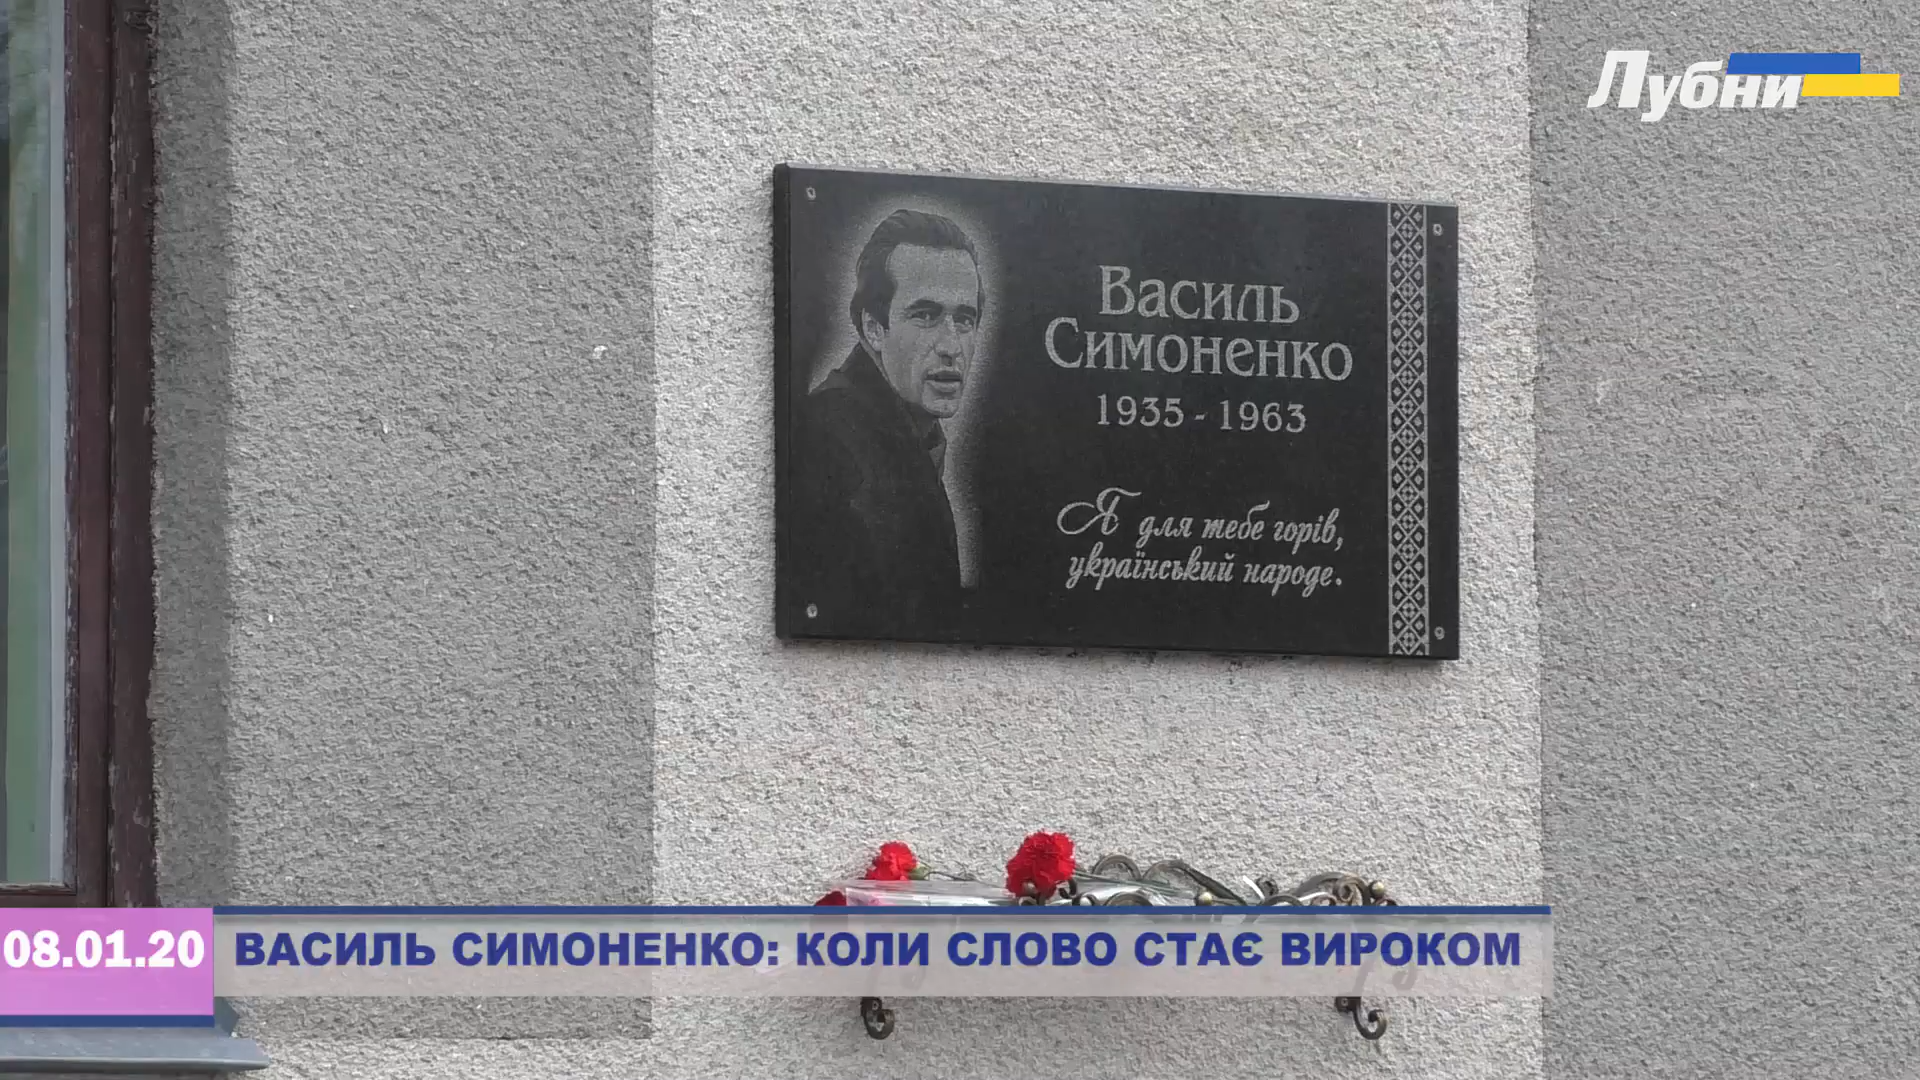 Лубни
Василь
Симоненко
1935 - 1963
Я для тебе горів,
український народе.
08.01.20
ВАСИЛЬ СИМОНЕНКО: КОЛИ СЛОВО СТАЄ ВИРОКОМ